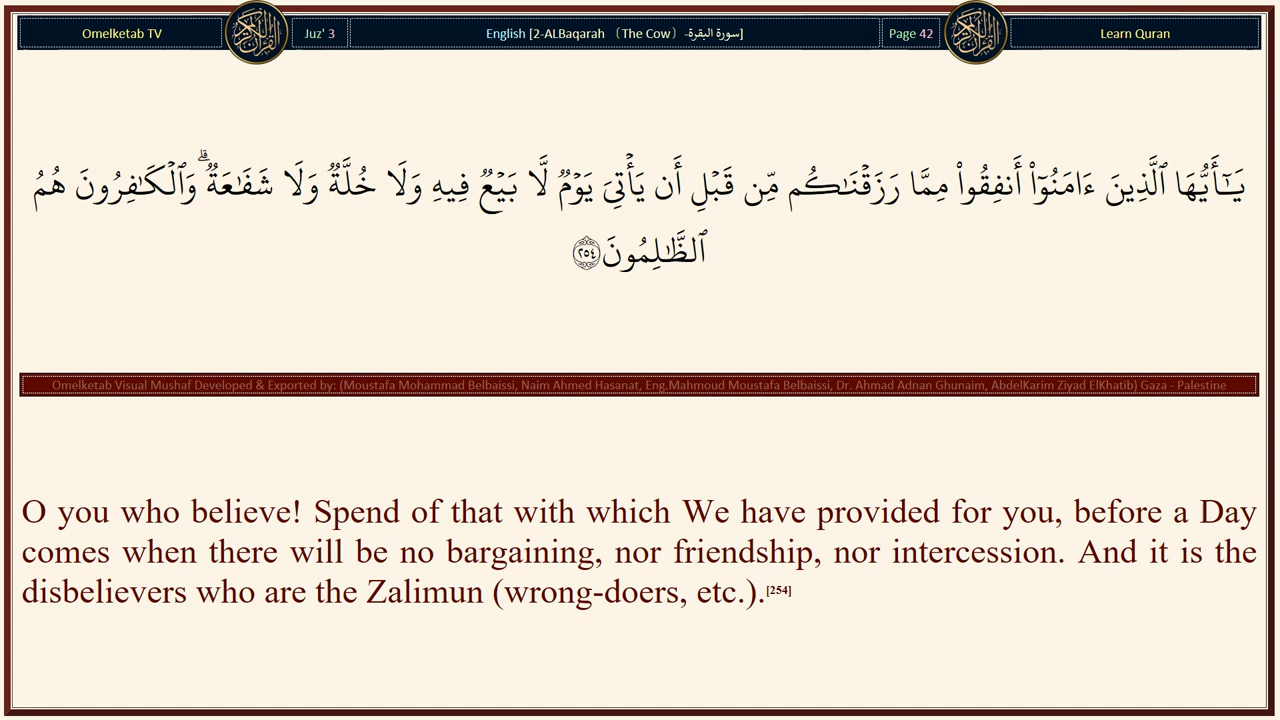 Omelketab TV
Juz' 3
English [2-ALBaqarah （The Cow） -سورة البقرة]
Page 42
Learn Quran
يَـٰٓأَيُّهَا ٱلَّذِينَ ءَامَنُوٓا۟ أَنفِقُوا۟ مِمَّا رَزَقْنَـٰكُم مِّن قَبْلِ أَن يَأْتِىَ يَوْمٌ لَّا بَيْعٌ فِيهِ وَلَا خُلَّةٌ وَلَا شَفَـٰعَةٌ ۗ وَٱلْكَـٰفِرُونَ هُمُ
ٱلظَّـٰلِمُونَ ٢٥٤
Omelketab Visual Mushaf Developed & Exported by: (Moustafa Mohammad Belbaissi, Naim Ahmed Hasanat, Eng.Mahmoud Moustafa Belbaissi, Dr. Ahmad Adnan Ghunaim, AbdelKarim Ziyad ElKhatib) Gaza - Palestine
O you who believe! Spend of that with which We have provided for you, before a Day
comes when there will be no bargaining, nor friendship, nor intercession. And it is the
disbelievers who are the Zalimun (wrong-doers, etc.).[254]